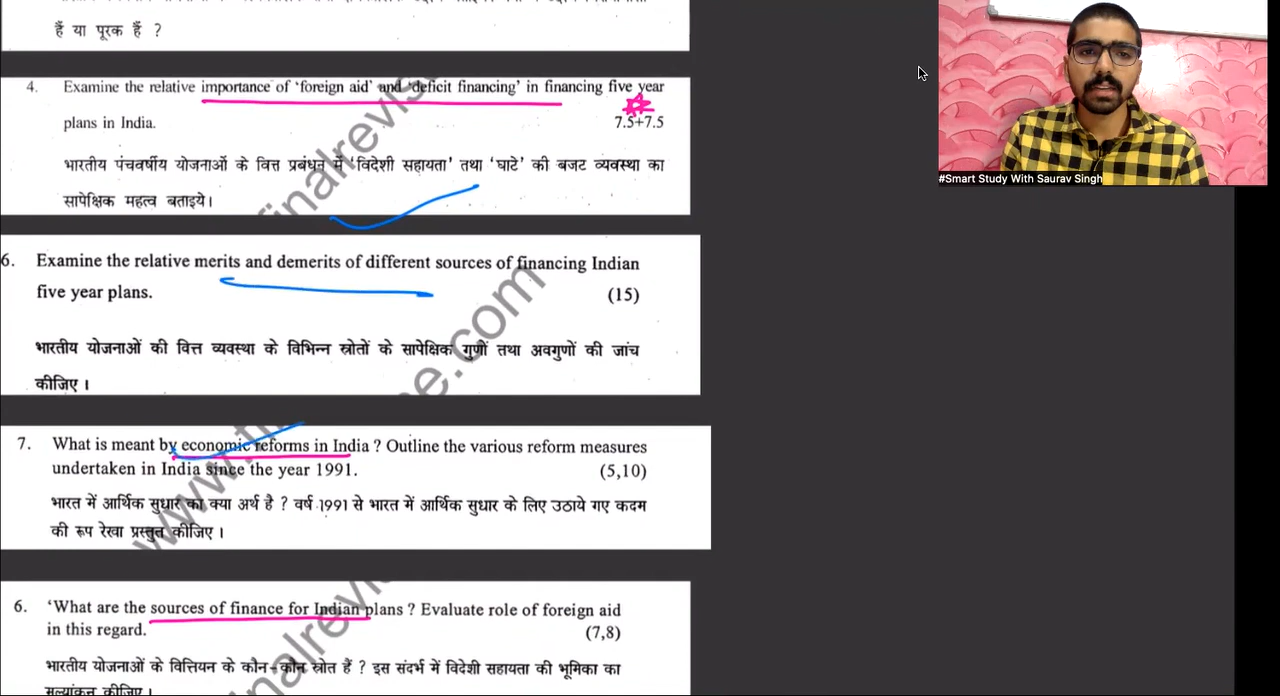 हैं या पूरक हैं ?
4. Examine the relative importance of ‘foreign aid’ and ‘deficit financing’ in financing five year
plans in India. 7.5+7.5
भारतीय पंचवर्षीय योजनाओं के वित्त प्रबंधन में ‘विदेशी सहायता’ तथा ‘घाटे’ की बजट व्यवस्था का
सापेक्षिक महत्व बताइये।
6. Examine the relative merits and demerits of different sources of financing Indian
five year plans. (15)
भारतीय योजनाओं की वित्त व्यवस्था के विभिन्न स्रोतों के सापेक्षिक गुणों तथा अवगुणों की जांच
कीजिए।
7. What is meant by economic reforms in India ? Outline the various reform measures
undertaken in India since the year 1991. (5,10)
भारत में आर्थिक सुधार का क्या अर्थ है ? वर्ष 1991 से भारत में आर्थिक सुधार के लिए उठाये गए कदम
की रूप रेखा प्रस्तुत कीजिए।
6. ‘What are the sources of finance for Indian plans ? Evaluate role of foreign aid
in this regard. (7,8)
भारतीय योजनाओं के वित्तियन के कौन-कौन स्रोत हैं ? इस संदर्भ में विदेशी सहायता की भूमिका का
मूल्यांकन कीजिए।
#Smart Study With Saurav Singh